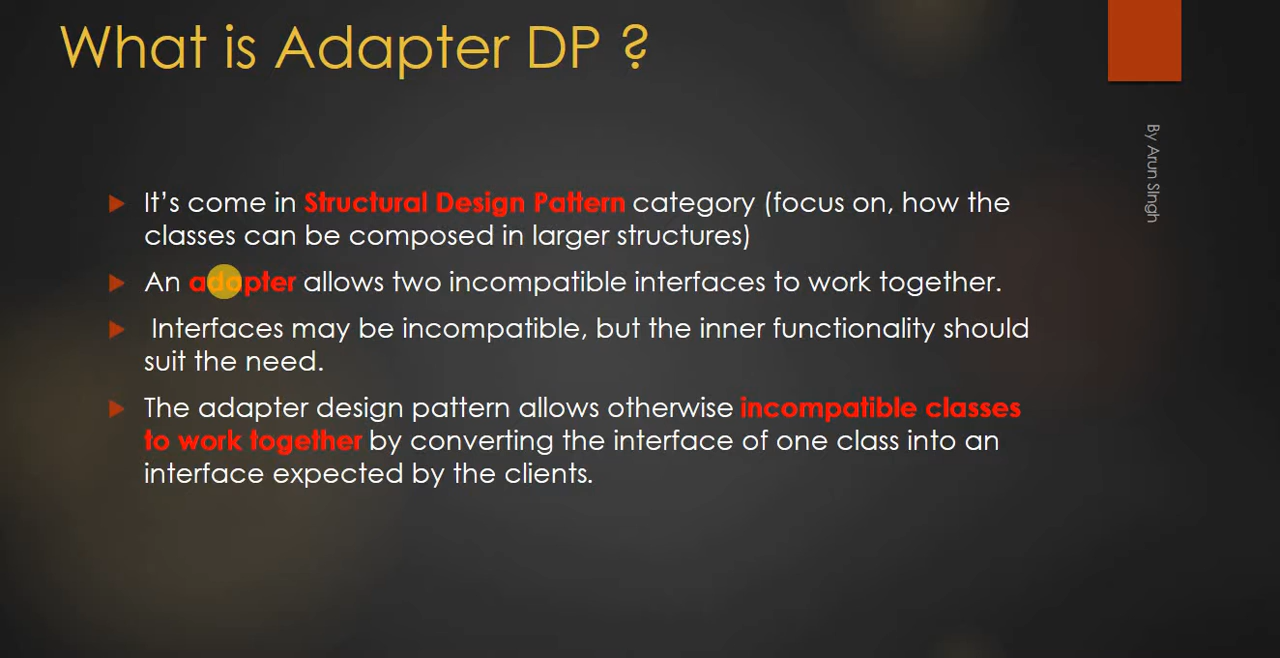 What is Adapter DP ?
It's come in Structural Design Pattern category (focus on, how the
classes can be composed in larger structures)
An adapter allows two incompatible interfaces to work together.
Interfaces may be incompatible, but the inner functionality should
suit the need.
The adapter design pattern allows otherwise incompatible classes
to work together by converting the interface of one class into an
interface expected by the clients.
By Arun SIngh